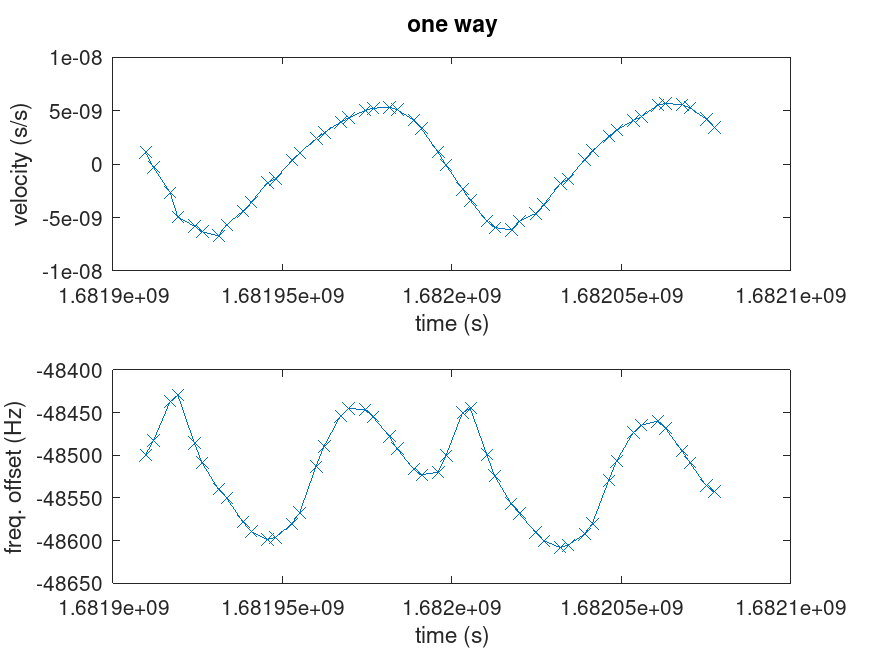 one way
velocity (s/s)
1e-08
5e-09
0
-5e-09
-1e-08
1.6819e+09 1.68195e+09 1.682e+09 1.68205e+09 1.6821e+09
time (s)
freq. offset (Hz)
-48400
-48450
-48500
-48550
-48600
-48650
1.6819e+09 1.68195e+09 1.682e+09 1.68205e+09 1.6821e+09
time (s)